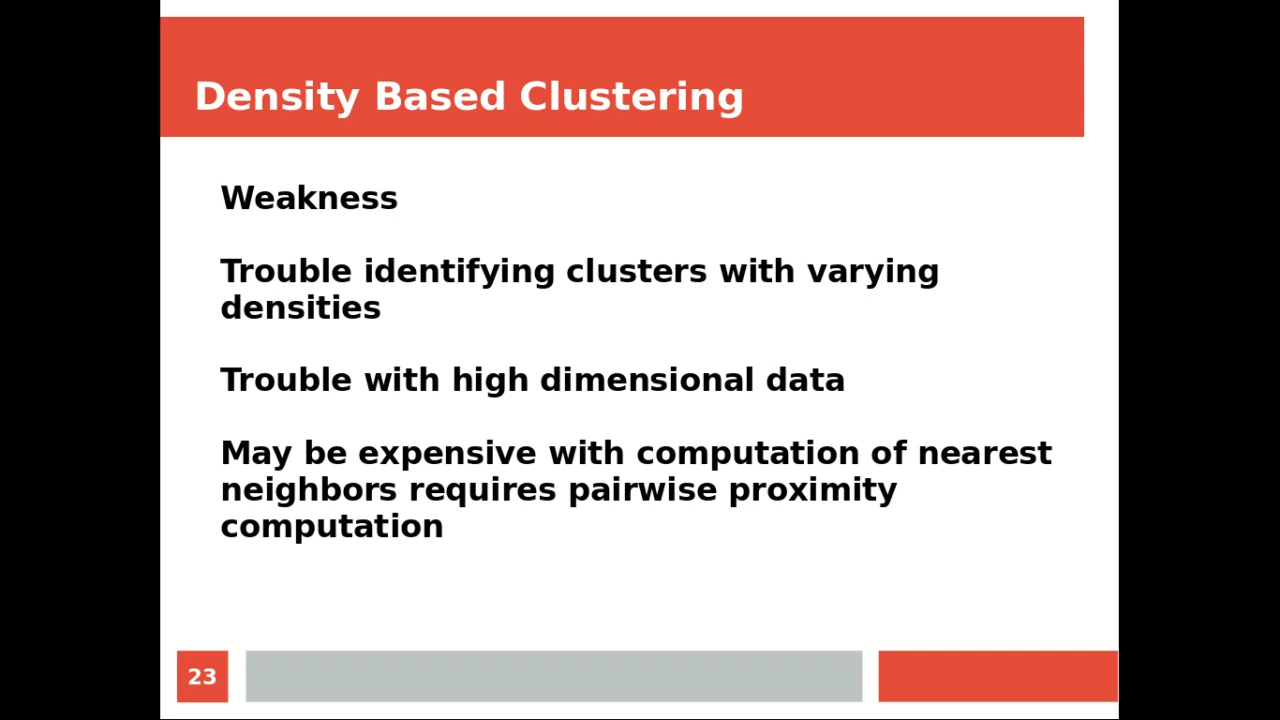 Density Based Clustering
Weakness
Trouble identifying clusters with varying
densities
Trouble with high dimensional data
May be expensive with computation of nearest
neighbors requires pairwise proximity
computation
23